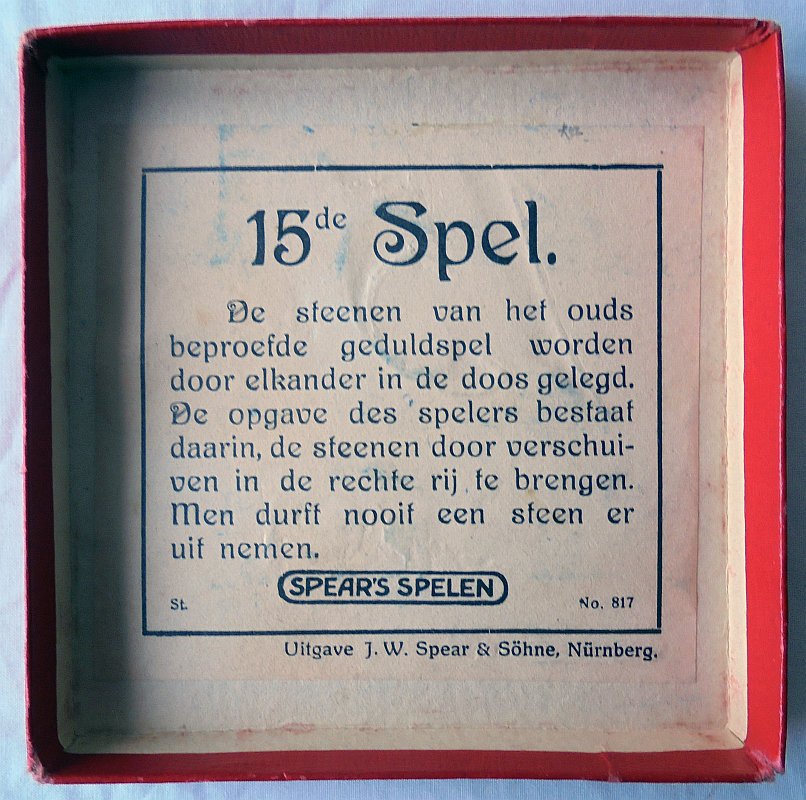 15de Spel.
De steenen van het ouds
beproefde geduldspel worden
door elkander in de doos gelegd.
De opgave des spelers bestaat
daarin, de steenen door verschui-
ven in de rechte rij te brengen.
Men durft nooit een steen er
uit nemen.
SPEAR'S SPELEN
St. No. 817
Uitgave J. W. Spear & Söhne, Nürnberg.